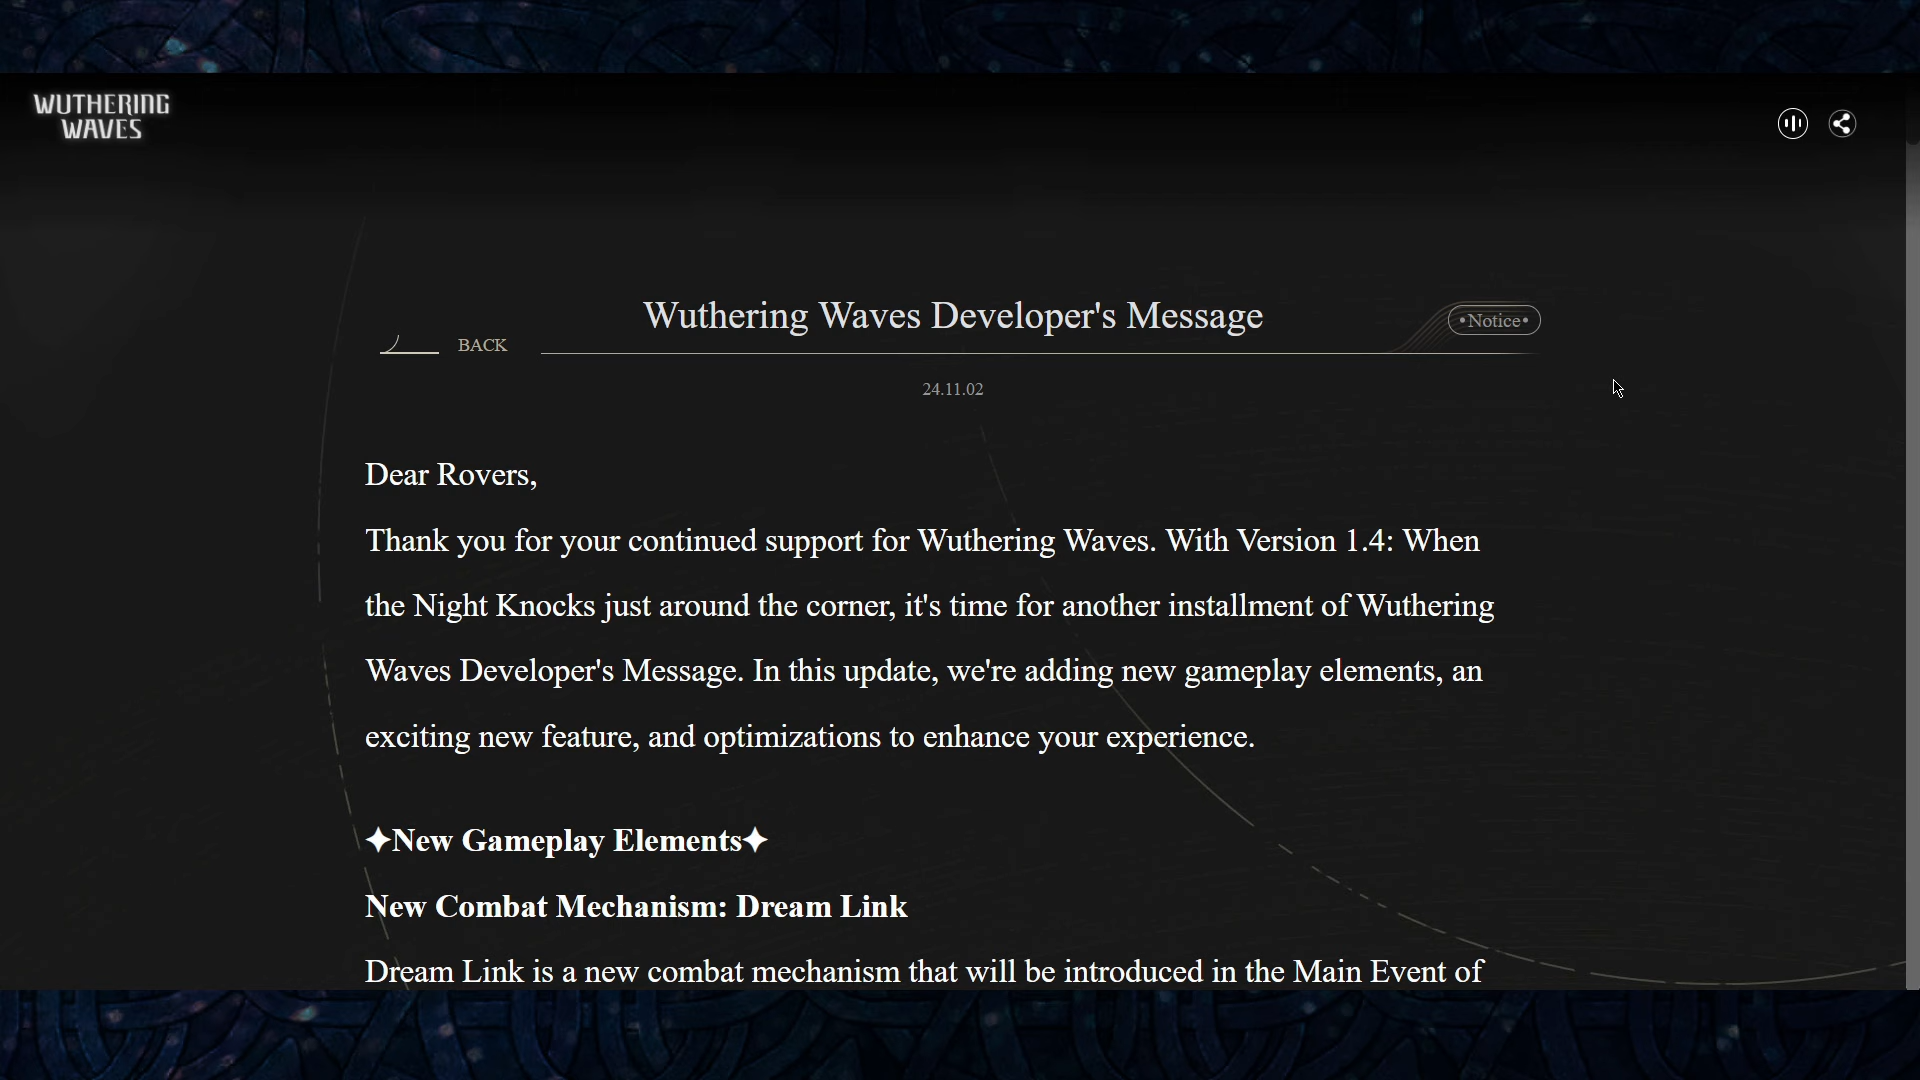 WUTHERING
WAVES
Wuthering Waves Developer's Message
•Notice•
BACK
24.11.02
Dear Rovers,
Thank you for your continued support for Wuthering Waves. With Version 1.4: When
the Night Knocks just around the corner, it's time for another installment of Wuthering
Waves Developer's Message. In this update, we're adding new gameplay elements, an
exciting new feature, and optimizations to enhance your experience.
✦New Gameplay Elements✦
New Combat Mechanism: Dream Link
Dream Link is a new combat mechanism that will be introduced in the Main Event of